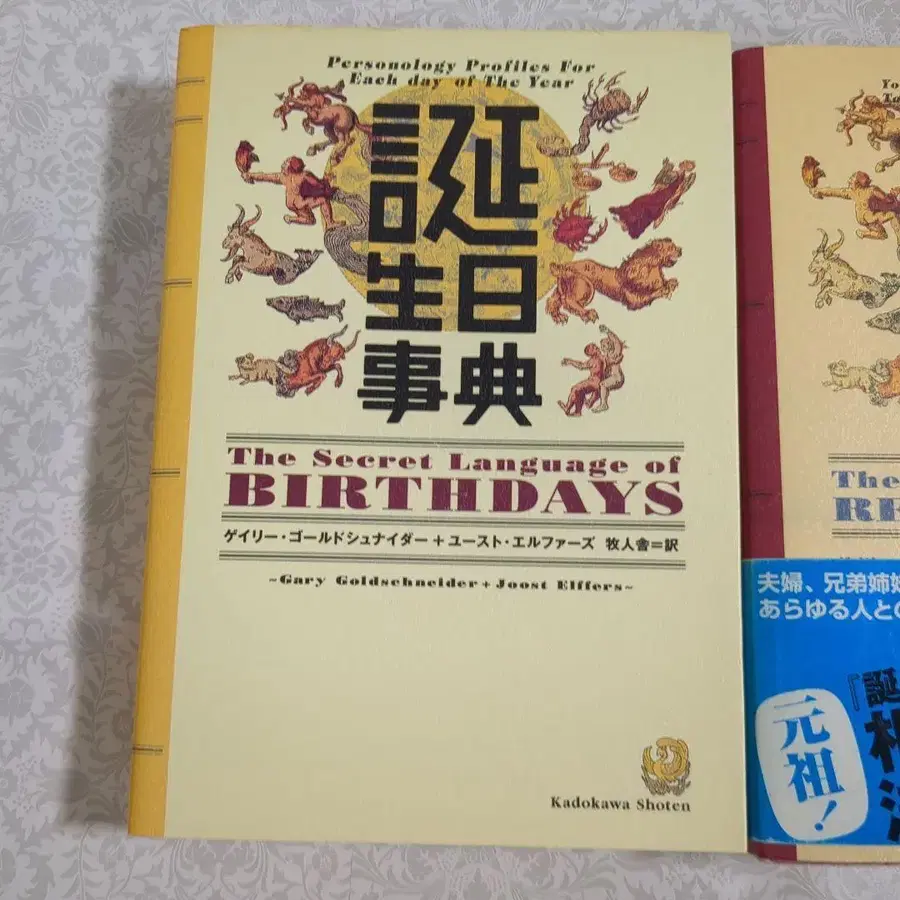 Personology Profiles For
Each day of The Year
誕
生日
事典
The Secret Language of
BIRTHDAYS
ゲイリー・ゴールドシュナイダー+ユースト・エルファーズ 牧人舎=訳
~Gary Goldschneider+Joost Elffers~
Kadokawa Shoten
The
夫婦、兄弟姉妹
あらゆる人との
『誕
元祖!